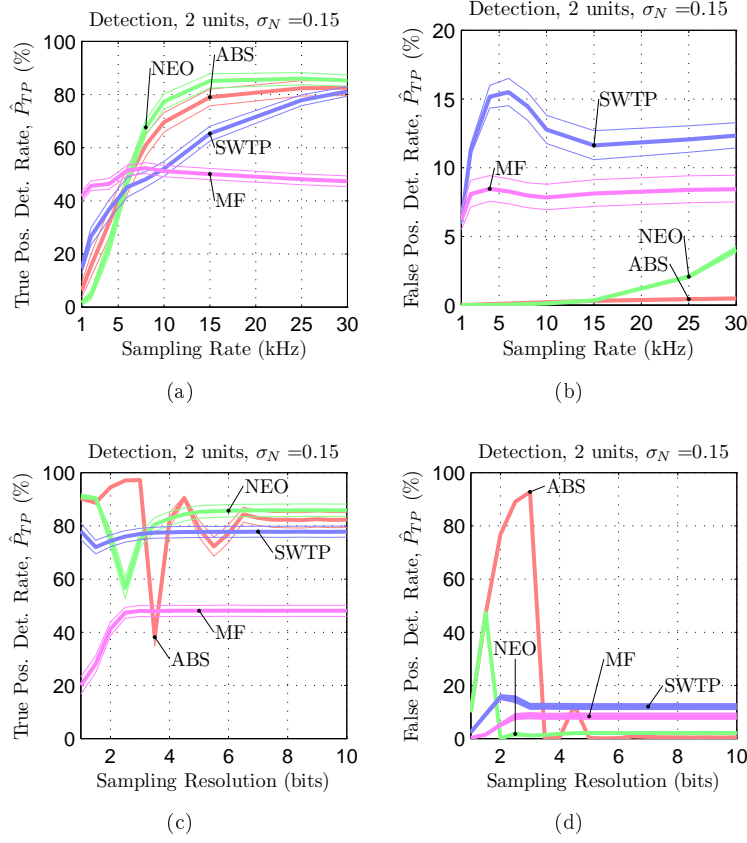 Detection, 2 units, σ_N =0.15
True Pos. Det. Rate, P̂_TP (%)
100
80
60
40
20
0
NEO
ABS
SWTP
MF
1 5 10 15 20 25 30
Sampling Rate (kHz)
(a)
Detection, 2 units, σ_N =0.15
False Pos. Det. Rate, P̂_TP (%)
20
15
10
5
0
SWTP
MF
NEO
ABS
1 5 10 15 20 25 30
Sampling Rate (kHz)
(b)
Detection, 2 units, σ_N =0.15
True Pos. Det. Rate, P̂_TP (%)
100
80
60
40
20
0
NEO
SWTP
MF
ABS
2 4 6 8 10
Sampling Resolution (bits)
(c)
Detection, 2 units, σ_N =0.15
False Pos. Det. Rate, P̂_TP (%)
100
80
60
40
20
0
ABS
NEO
MF
SWTP
2 4 6 8 10
Sampling Resolution (bits)
(d)